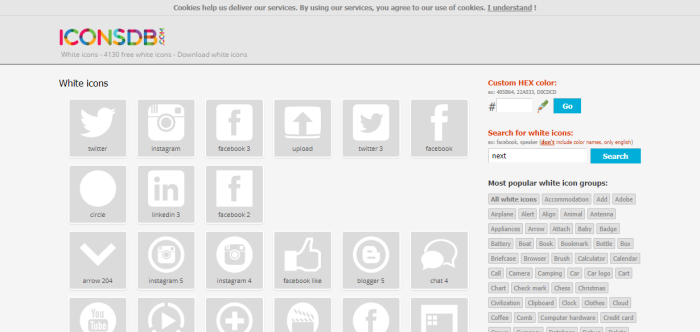 Cookies help us deliver our services. By using our services, you agree to our use of cookies. I understand !
ICONSDB.COM
White icons - 4130 free white icons - Download white icons
White icons
twitter instagram facebook 3 upload twitter 3 facebook
circle linkedin 3 facebook 2
arrow 204 instagram 5 instagram 4 facebook like blogger 5 chat 4
You
Tube
Custom HEX color:
ex: 485B64, 22A833, D0CDCD
# Go
Search for white icons:
ex: facebook, speaker (don't include color names, only english)
next Search
Most popular white icon groups:
All white icons Accommodation Add Adobe
Airplane Alert Align Animal Antenna
Appliances Arrow Attach Baby Badge
Battery Boat Book Bookmark Bottle Box
Briefcase Browser Brush Calculator Calendar
Call Camera Camping Car Car logo Cart
Chart Check mark Chess Christmas
Civilization Clipboard Clock Clothes Cloud
Coffee Comb Computer hardware Credit card